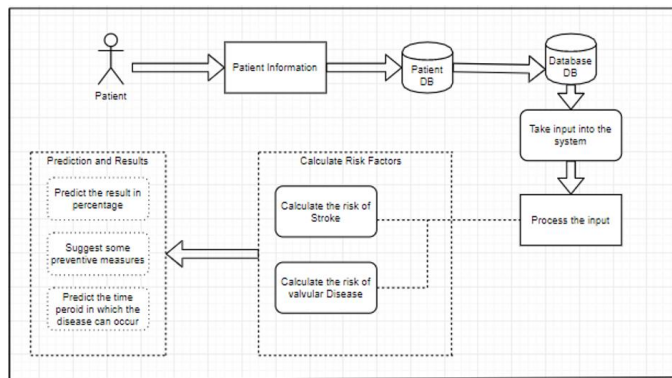 Patient
Patient Information
Patient
DB
Database
DB
Take input into the
system
Process the input
Calculate Risk Factors
Calculate the risk of
Stroke
Calculate the risk of
valvular Disease
Prediction and Results
Predict the result in
percentage
Suggest some
preventive measures
Predict the time
peroid in which the
disease can occur